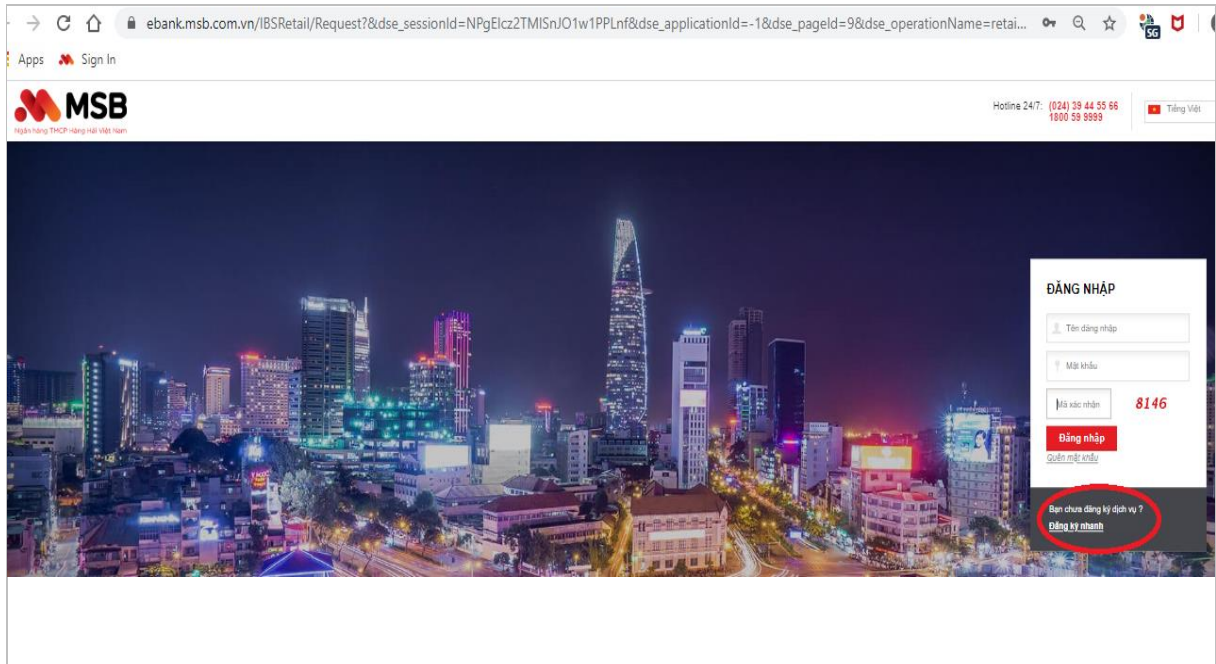 ebank.msb.com.vn/IBSRetail/Request?&dse_sessionId=NPgElcz2TMISnJO1w1PPLnf&dse_applicationId=-1&dse_pageId=9&dse_operationName=retai...
SG
Apps Sign In
MSB
Ngân hàng TMCP Hàng Hải Việt Nam
Hotline 24/7: (024) 39 44 55 66
1800 59 9999
Tiếng Việt
ĐĂNG NHẬP
Tên đăng nhập
Mật khẩu
Mã xác nhận 8146
Đăng nhập
Quên mật khẩu
Bạn chưa đăng ký dịch vụ ?
Đăng ký nhanh